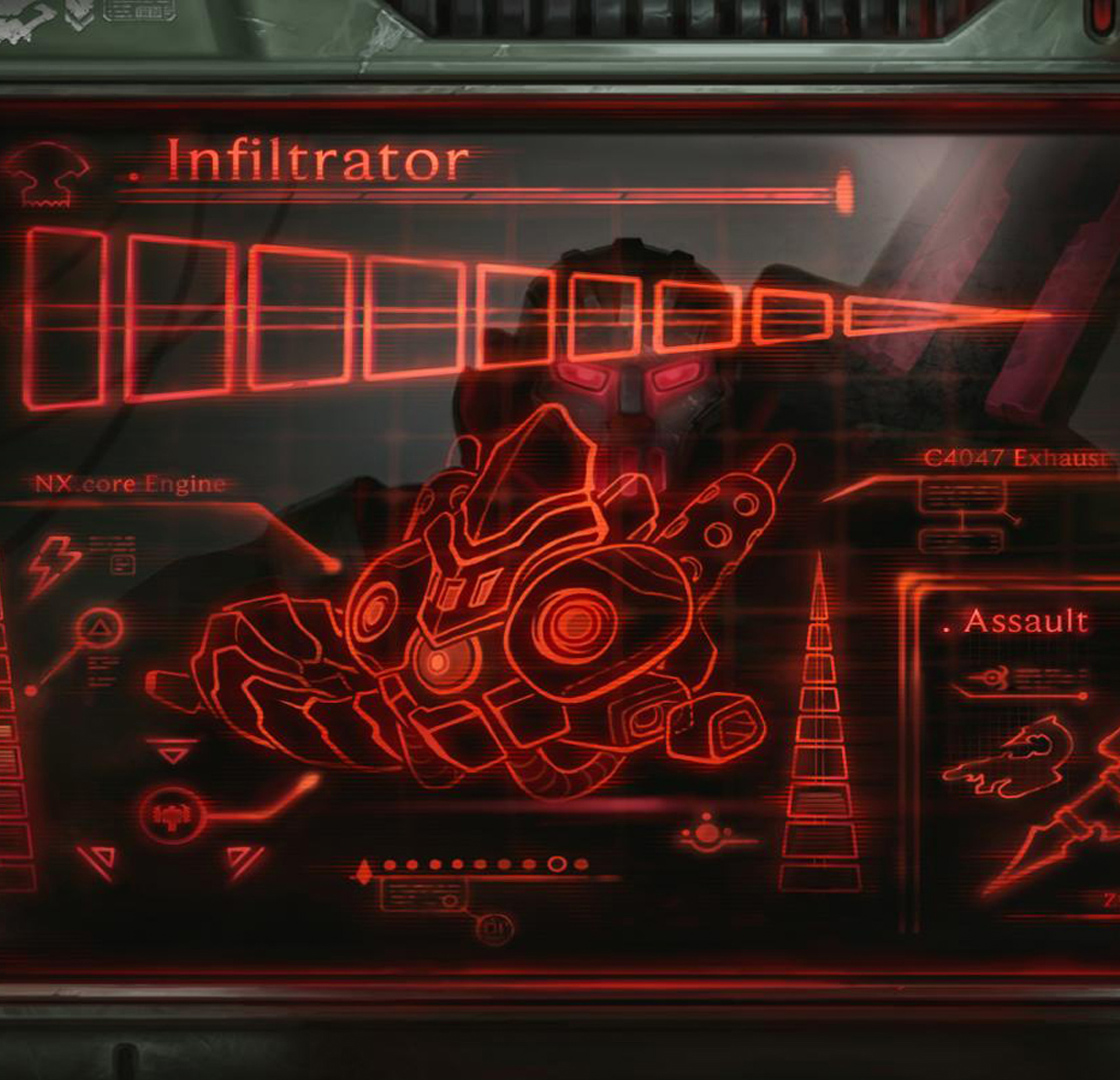 . Infiltrator
C4047 Exhaust
NX.core Engine
. Assault